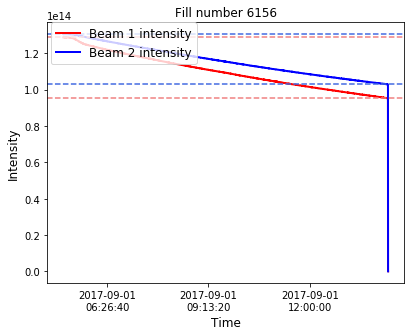 Fill number 6156
1e14
Beam 1 intensity
Beam 2 intensity
1.2
1.0
0.8
0.6
0.4
0.2
0.0
Intensity
2017-09-01
06:26:40
2017-09-01
09:13:20
2017-09-01
12:00:00
Time